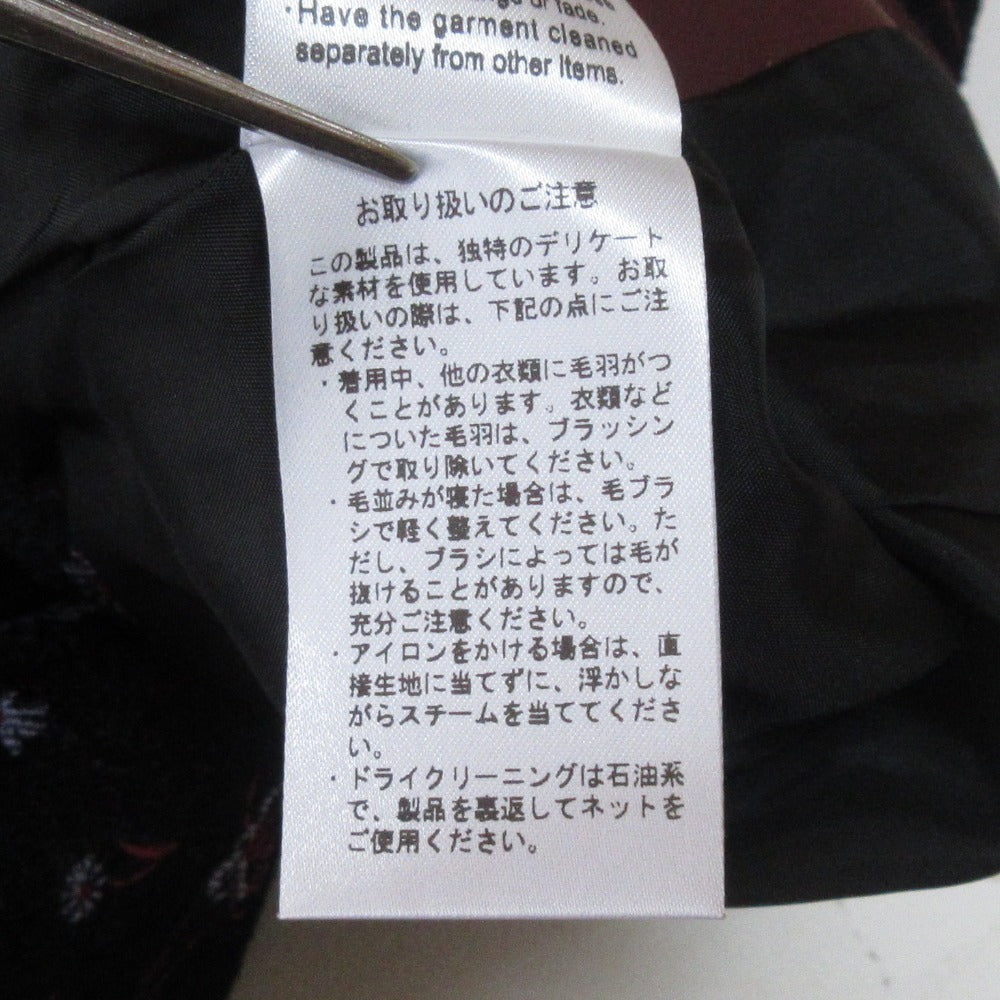 or fade.
・Have the garment cleaned
separately from other items.
お取り扱いのご注意
この製品は、独特のデリケート
な素材を使用しています。お取
り扱いの際は、下記の点にご注
意ください。
・着用中、他の衣類に毛羽がつ
くことがあります。衣類など
についた毛羽は、ブラッシン
グで取り除いてください。
・毛並みが寝た場合は、毛ブラ
シで軽く整えてください。た
だし、ブラシによっては毛が
抜けることがありますので、
充分ご注意ください。
・アイロンをかける場合は、直
接生地に当てずに、浮かしな
がらスチームを当ててくださ
い。
・ドライクリーニングは石油系
で、製品を裏返してネットを
ご使用ください。